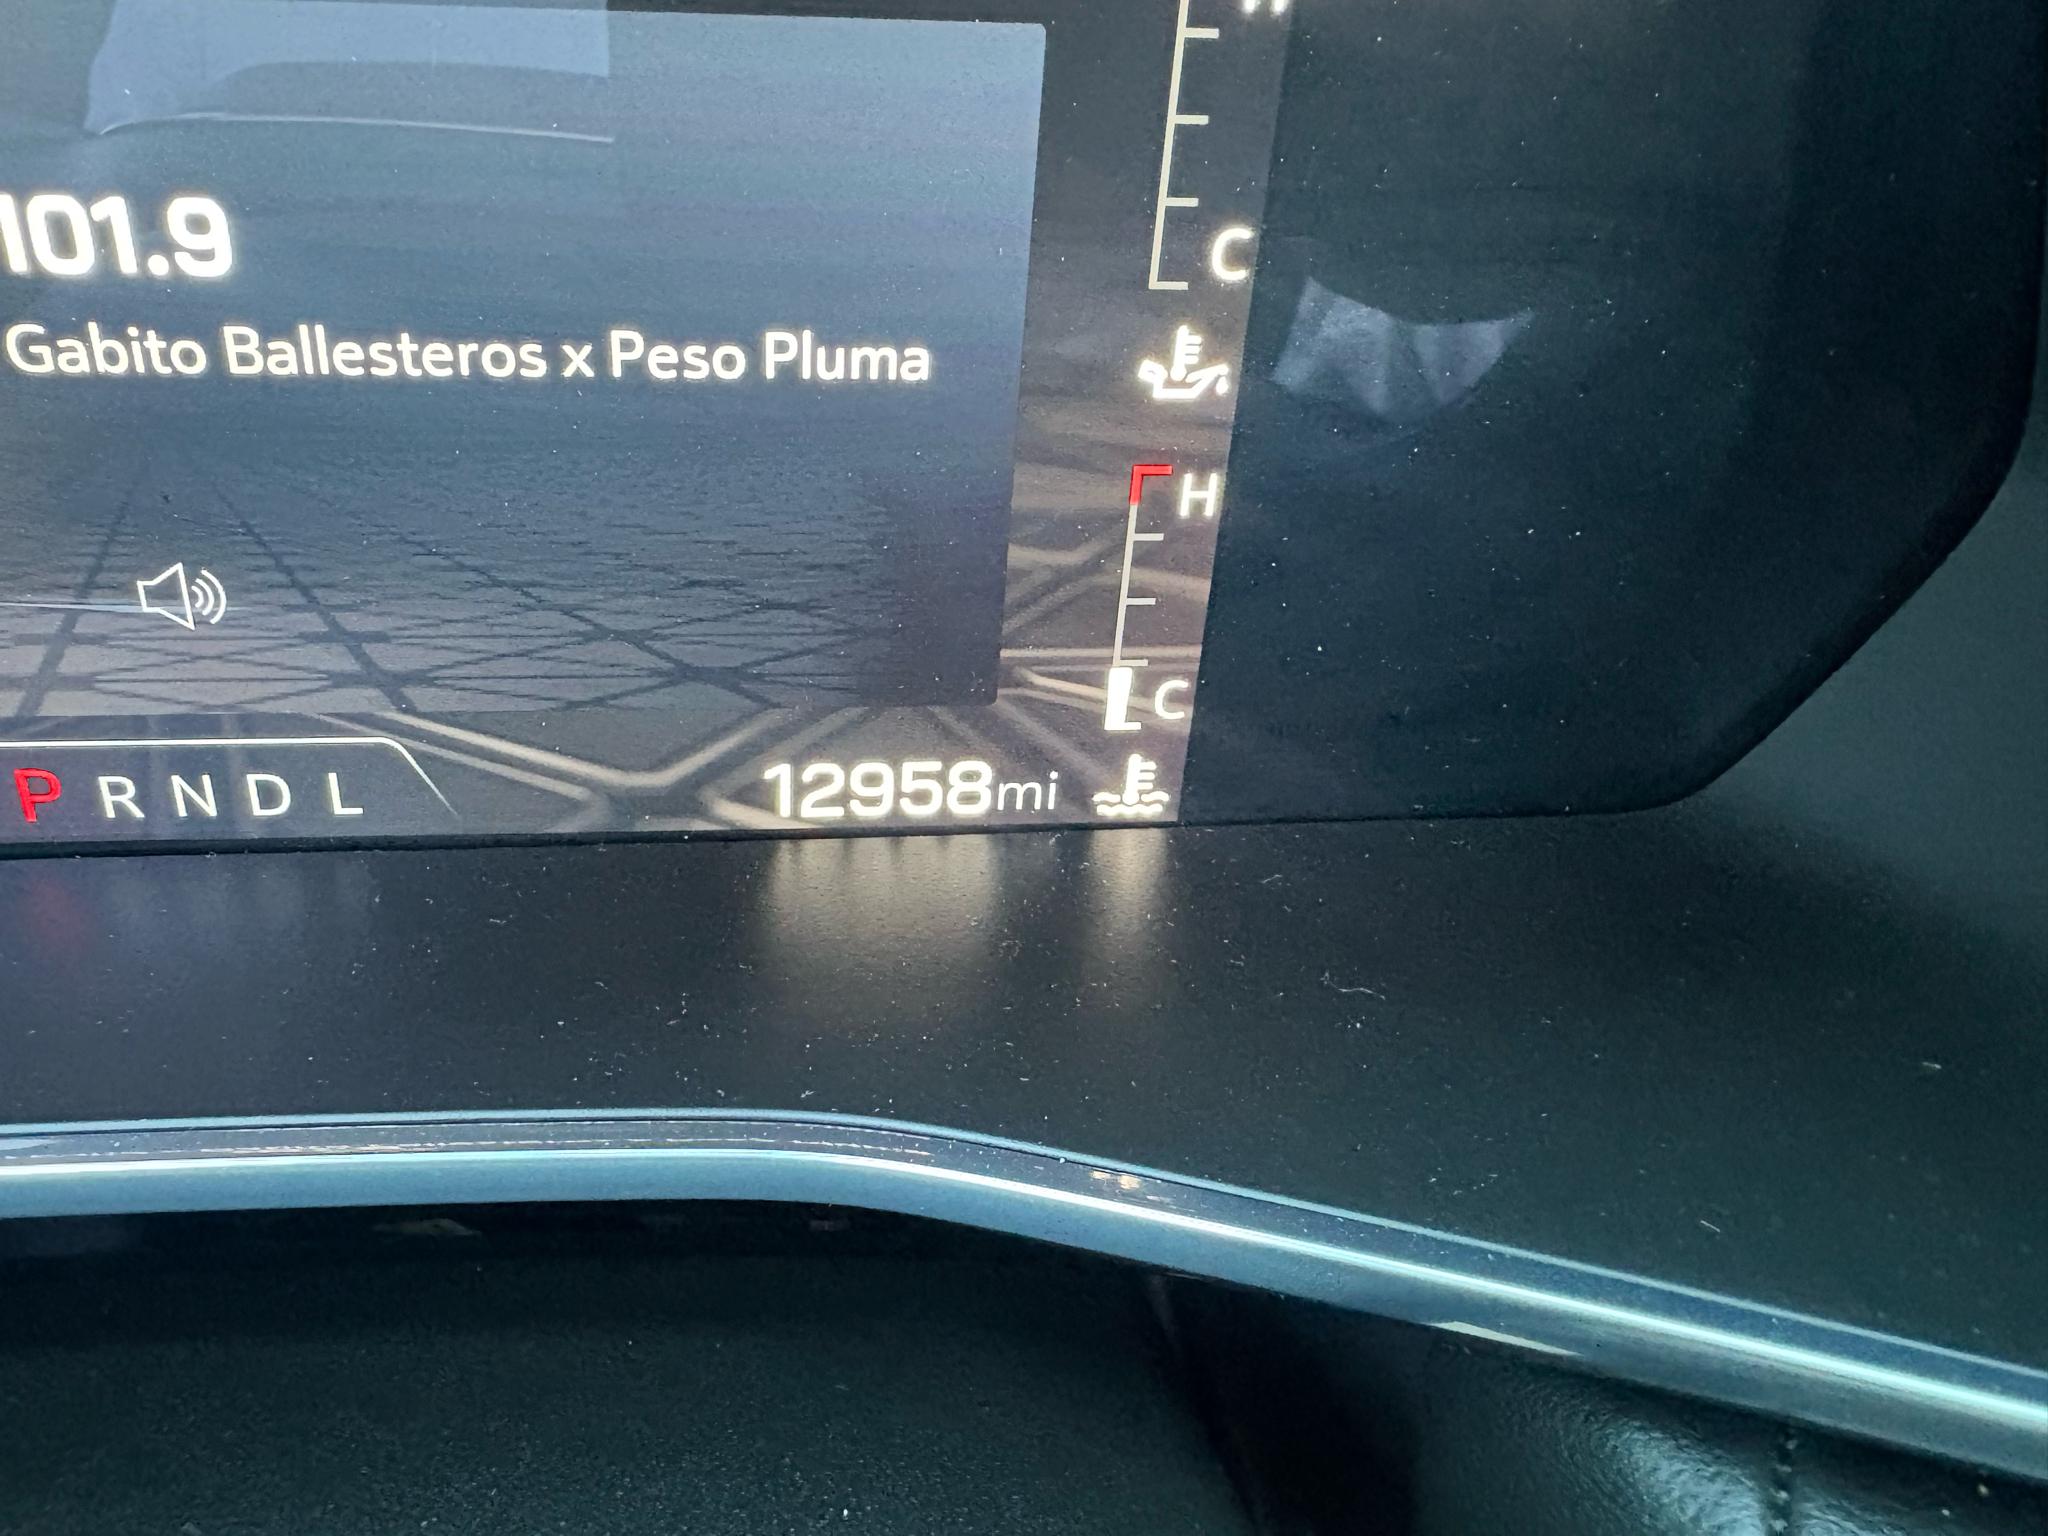 101.9
C
Gabito Ballesteros x Peso Pluma
H
C
P R N D L
12958mi